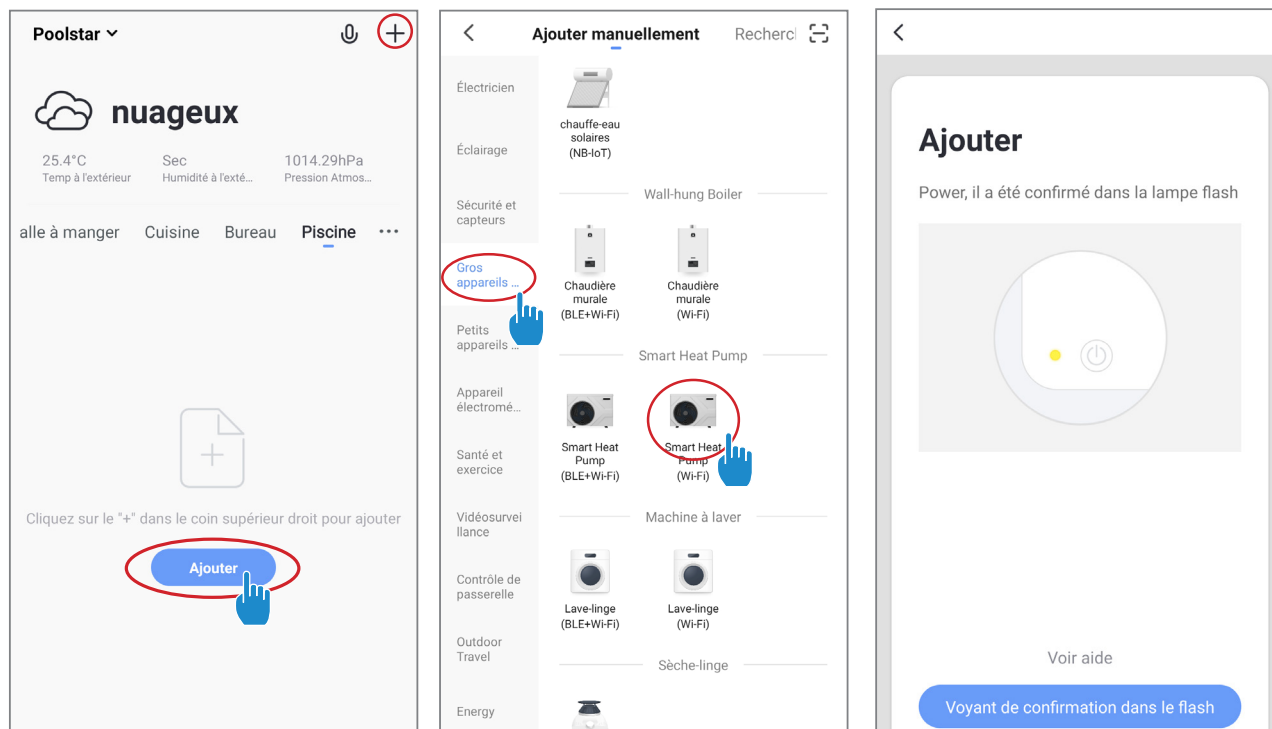 Poolstar
nuageux
25.4°C Sec 1014.29hPa
Temp à l'extérieur Humidité à l'exté... Pression Atmos...
alle à manger Cuisine Bureau Piscine ...
Cliquez sur le "+" dans le coin supérieur droit pour ajouter
Ajouter
Ajouter manuellement Recherc
Électricien
Éclairage
Sécurité et
capteurs
Gros
appareils ...
Petits
appareils ...
Appareil
électromé...
Santé et
exercice
Vidéosurvei
llance
Contrôle de
passerelle
Outdoor
Travel
Energy
chauffe-eau
solaires
(NB-IoT)
Wall-hung Boiler
Chaudière
murale
(BLE+Wi-Fi)
Chaudière
murale
(Wi-Fi)
Smart Heat Pump
Smart Heat
Pump
(BLE+Wi-Fi)
Smart Heat
Pump
(Wi-Fi)
Machine à laver
Lave-linge
(BLE+Wi-Fi)
Lave-linge
(Wi-Fi)
Sèche-linge
Ajouter
Power, il a été confirmé dans la lampe flash
Voir aide
Voyant de confirmation dans le flash